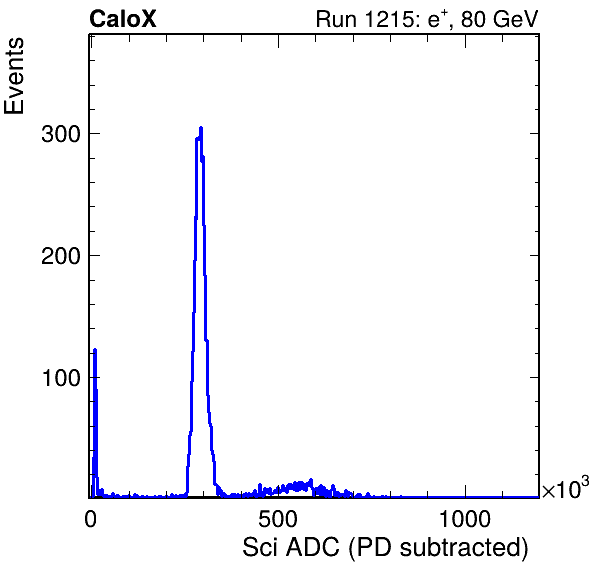 CaloX Run 1215: e⁺, 80 GeV
Events
300
200
100
0 500 1000 ×10³
Sci ADC (PD subtracted)